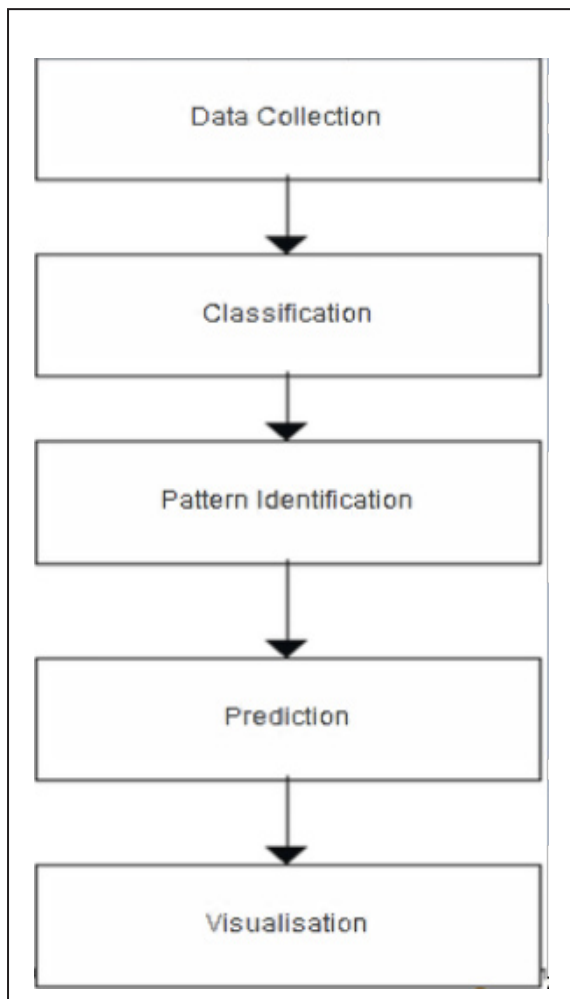 Data Collection
Classification
Pattern Identification
Prediction
Visualisation